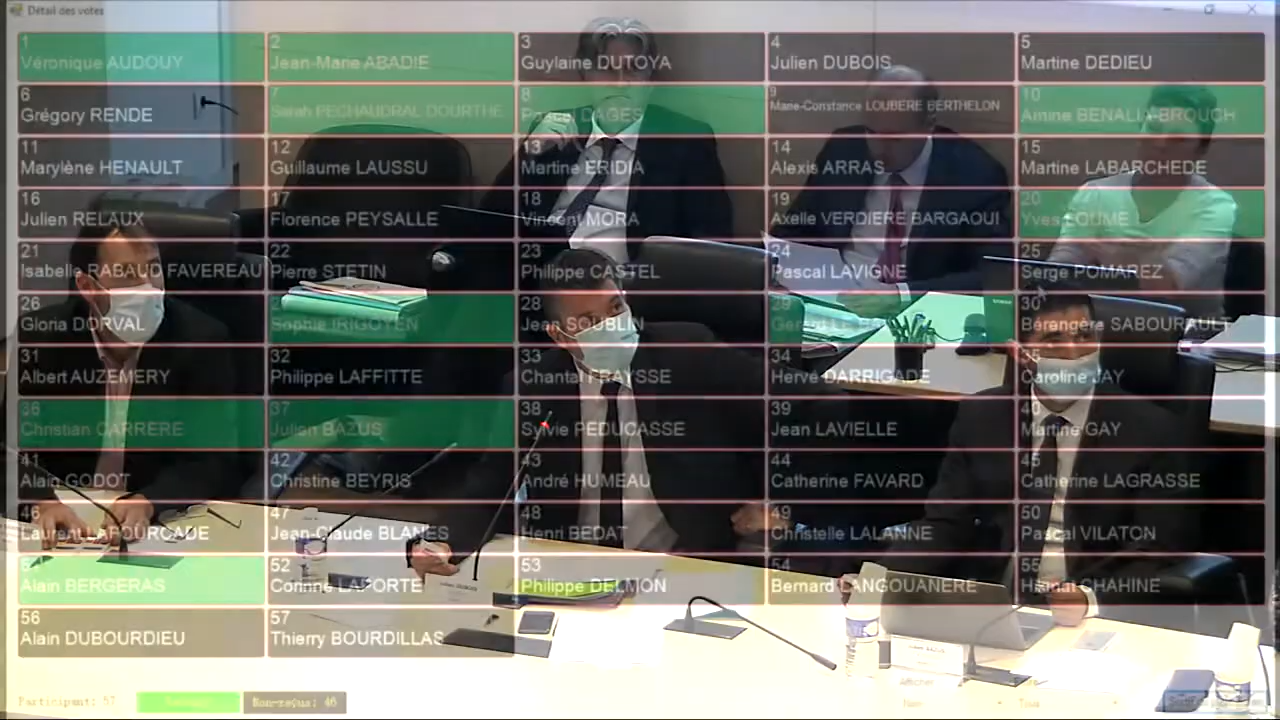 Détail des votes
1 2 3 4 5
Véronique AUDOUY Jean-Marie ABADIE Guylaine DUTOYA Julien DUBOIS Martine DEDIEU
6 7 8 9 10
Grégory RENDE Sarah PECHAUDRAL DOURTHE Pascal DAGES Marie-Constance LOUBERE BERTHELON Amine BENALI-BROUCH
11 12 13 14 15
Marylène HENAULT Guillaume LAUSSU Martine ERIDIA Alexis ARRAS Martine LABARCHEDE
16 17 18 19 20
Julien RELAUX Florence PEYSALLE Vincent MORA Axelle VERDIERE BARGAOUI Yves LOUME
21 22 23 24 25
Isabelle RABAUD FAVEREAU Pierre STETIN Philippe CASTEL Pascal LAVIGNE Serge POMAREZ
26 28 29 30
Gloria DORVAL Sophie IRIGOYEN Jean SOUBLIN Gérard LE Bérengère SABOURAULT
31 32 33 34 35
Albert AUZEMERY Philippe LAFFITTE Chantal FRAYSSE Hervé DARRIGADE Caroline JAY
36 37 38 39 40
Christian CARRERE Julien BAZUS Sylvie PEDUCASSE Jean LAVIELLE Martine GAY
41 42 43 44 45
Alain GODOT Christine BEYRIS André HUMEAU Catherine FAVARD Catherine LAGRASSE
46 47 48 49 50
Laurent LAFOURCADE Jean-Claude BLANES Henri BEDAT Christelle LALANNE Pascal VILATON
52 53 54 55
Alain BERGERAS Corinne LAPORTE Philippe DELMON Bernard LANGOUANERE CHAHINE
56 57
Alain DUBOURDIEU Thierry BOURDILLAS
Participant: 57 Non-reçus: 46